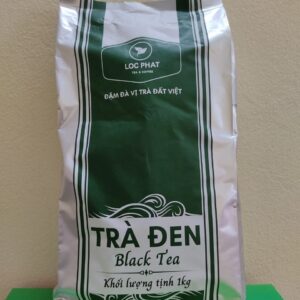 LOC PHAT
TEA & COFFEE
ĐẬM ĐÀ VỊ TRÀ ĐẤT VIỆT
TRÀ ĐEN
Black Tea
Khối lượng tịnh 1kg